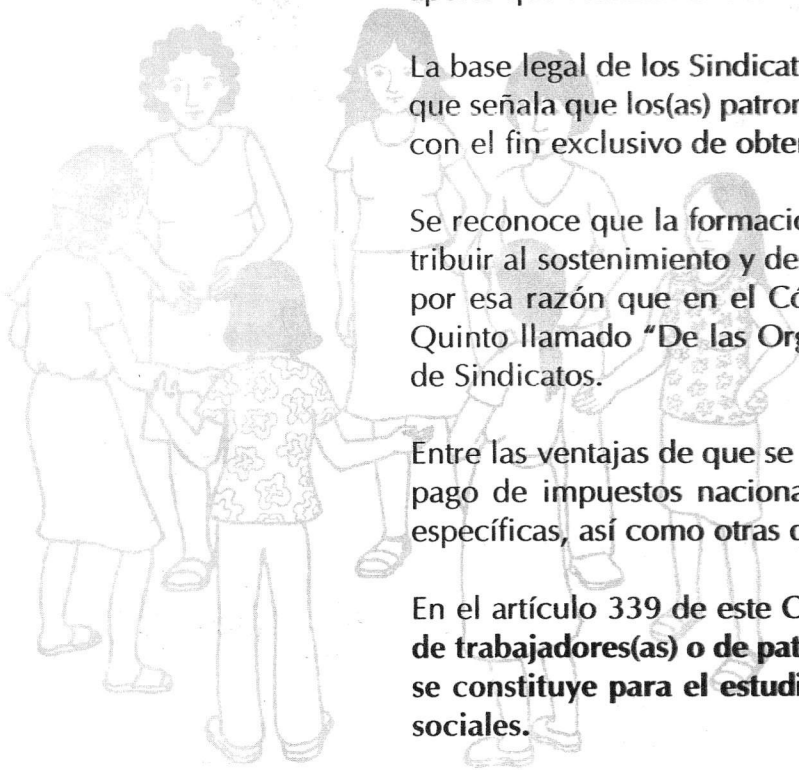 La base legal de los Sindicat
que señala que los(as) patron
con el fin exclusivo de obten
Se reconoce que la formació
tribuir al sostenimiento y de
por esa razón que en el Có
Quinto llamado "De las Org
de Sindicatos.
Entre las ventajas de que se
pago de impuestos naciona
específicas, así como otras
En el artículo 339 de este C
de trabajadores(as) o de pat
se constituye para el estudi
sociales.